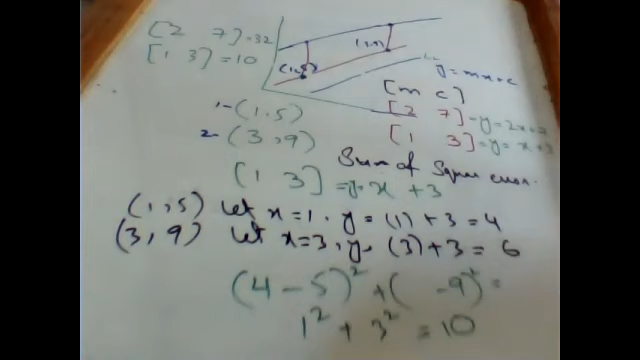 [2 7] = 32
[1 3] = 10
(1,5)
y = mx + c
[m c]
1- (1,5)
[2 7] - y = 2x + 7
2- (3,9)
[1 3] = y = x + 3
Sum of Square error.
[1 3] = y = x + 3
(1,5) let x = 1, y = (1) + 3 = 4
(3,9) let x = 3, y = (3) + 3 = 6
(4 - 5)² + ( - 9)² =
1² + 3² = 10